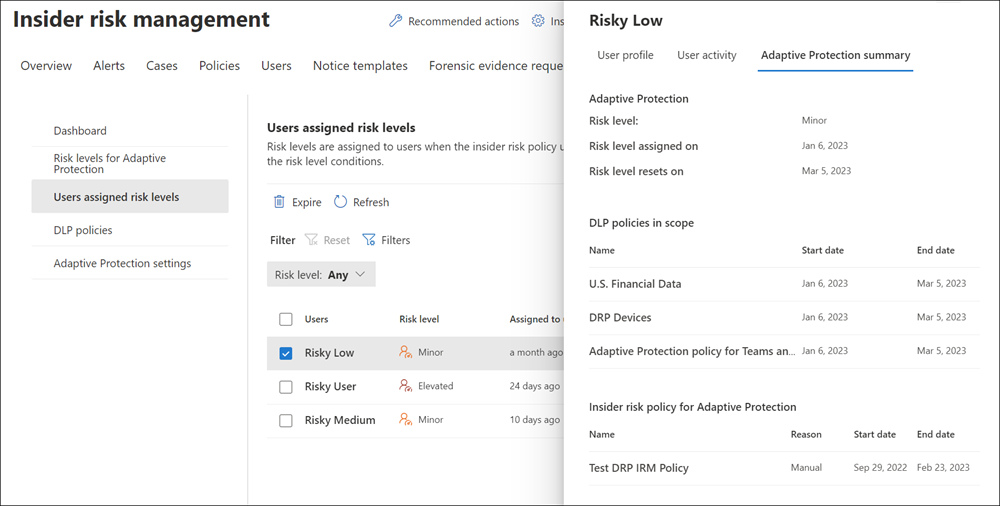 Insider risk management
Recommended actions
Ins
Overview Alerts Cases Policies Users Notice templates Forensic evidence reque
Dashboard
Risk levels for Adaptive
Protection
Users assigned risk levels
DLP policies
Adaptive Protection settings
Users assigned risk levels
Risk levels are assigned to users when the insider risk policy u
the risk level conditions.
Expire Refresh
Filter Reset Filters
Risk level: Any
Users Risk level Assigned to u
Risky Low Minor a month ago
Risky User Elevated 24 days ago
Risky Medium Minor 10 days ago
Risky Low
User profile User activity Adaptive Protection summary
Adaptive Protection
Risk level: Minor
Risk level assigned on Jan 6, 2023
Risk level resets on Mar 5, 2023
DLP policies in scope
Name Start date End date
U.S. Financial Data Jan 6, 2023 Mar 5, 2023
DRP Devices Jan 6, 2023 Mar 5, 2023
Adaptive Protection policy for Teams an... Jan 6, 2023 Mar 5, 2023
Insider risk policy for Adaptive Protection
Name Reason Start date End date
Test DRP IRM Policy Manual Sep 29, 2022 Feb 23, 2023